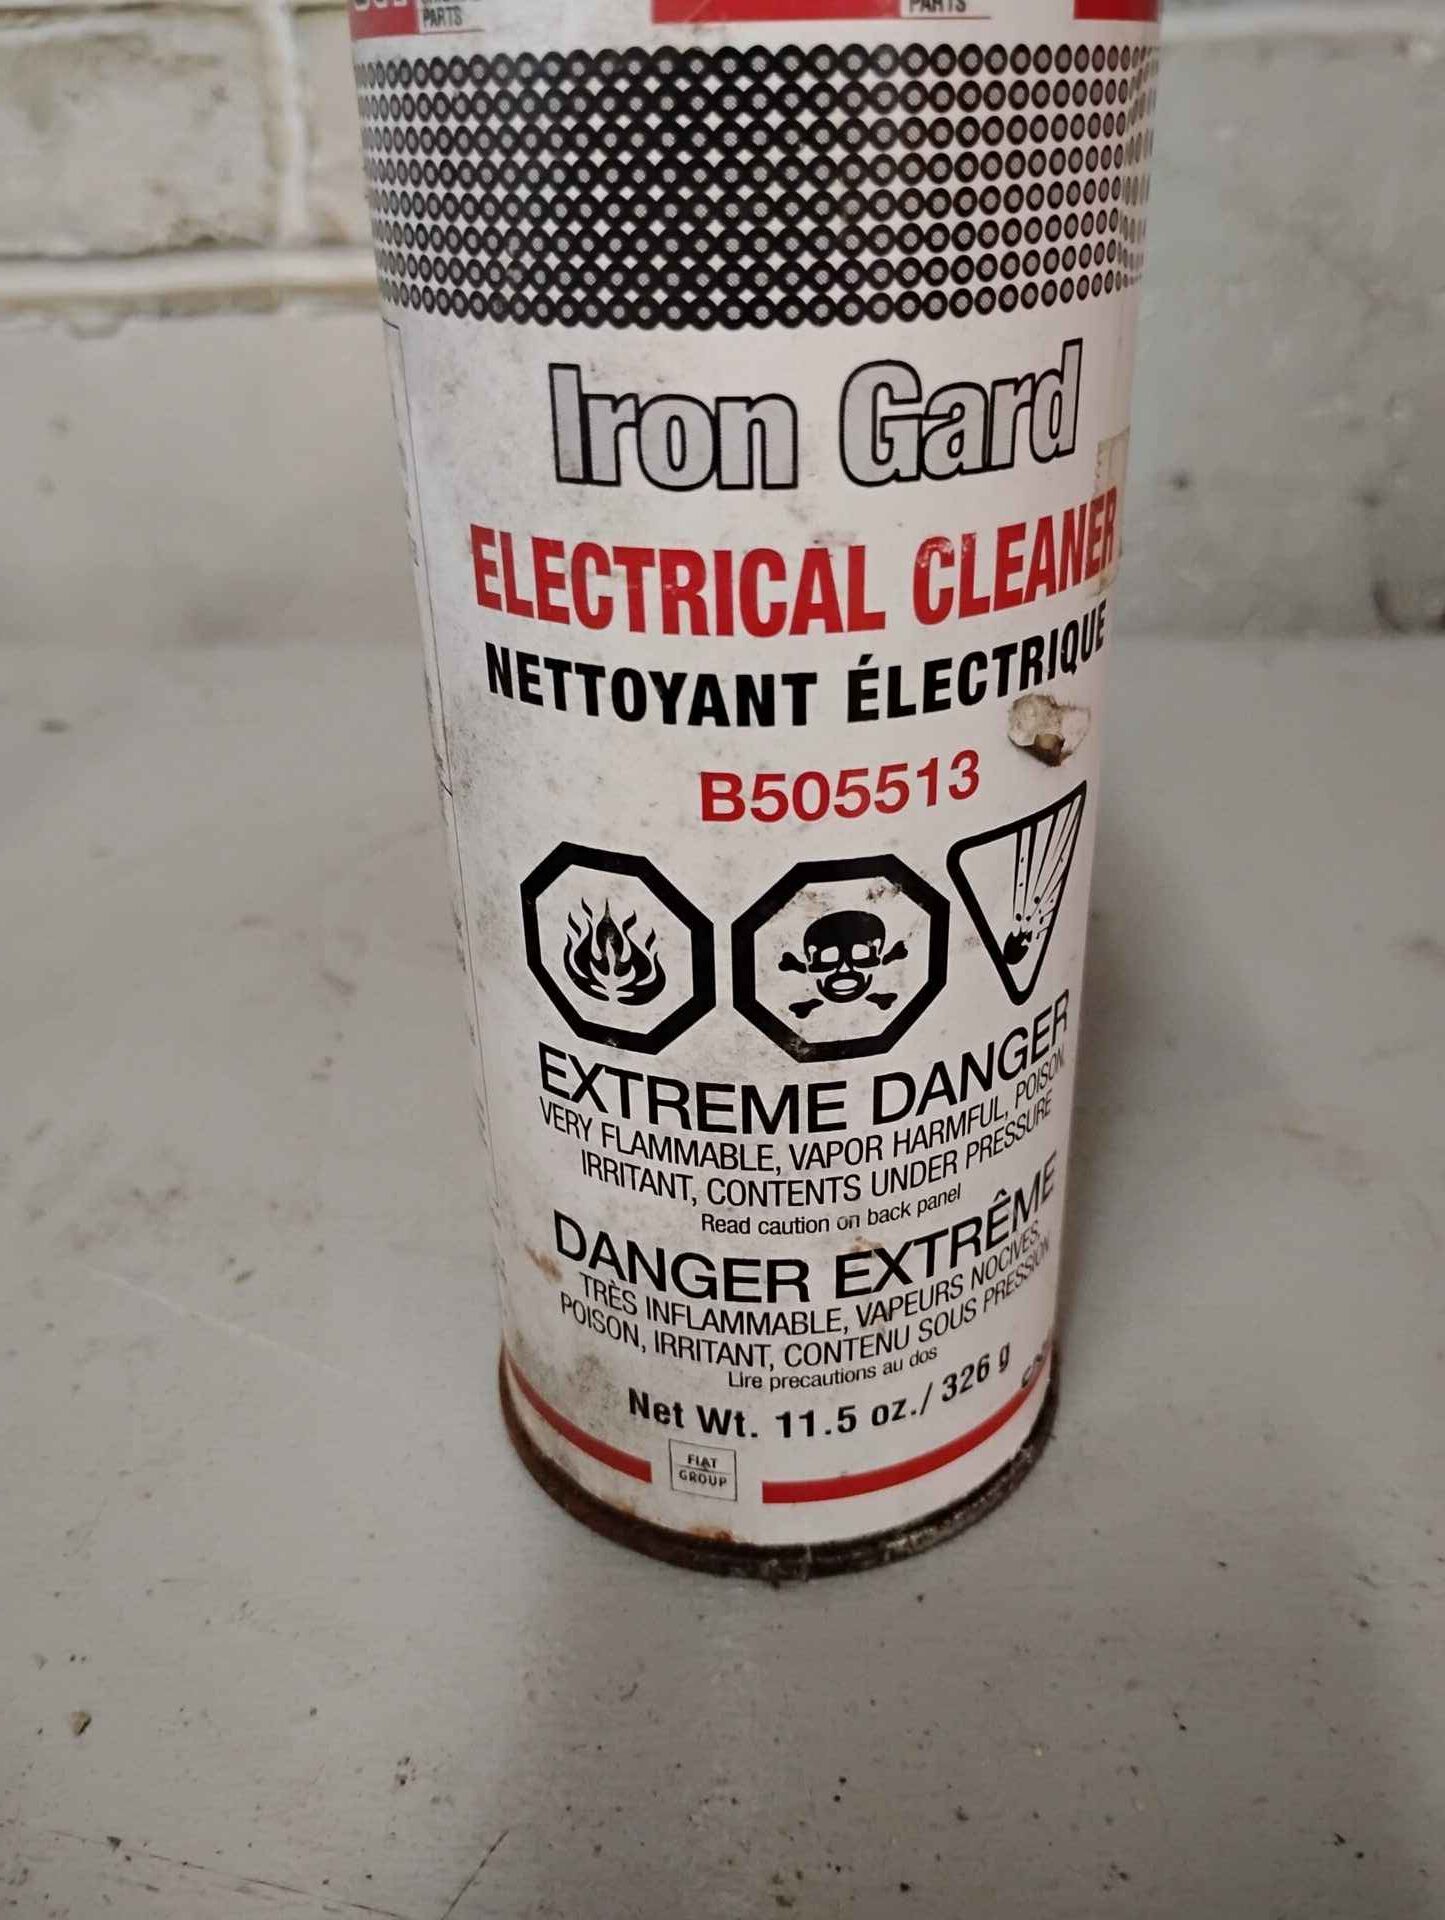 PARTS
PARTS
Iron Gard
ELECTRICAL CLEANER
NETTOYANT ÉLECTRIQUE
B505513
EXTREME DANGER
VERY FLAMMABLE, VAPOR HARMFUL, POISON,
IRRITANT, CONTENTS UNDER PRESSURE
Read caution on back panel
DANGER EXTRÊME
TRÈS INFLAMMABLE, VAPEURS NOCIVES,
POISON, IRRITANT, CONTENU SOUS PRESSION
Lire precautions au dos
Net Wt. 11.5 oz./ 326 g
FIAT
GROUP